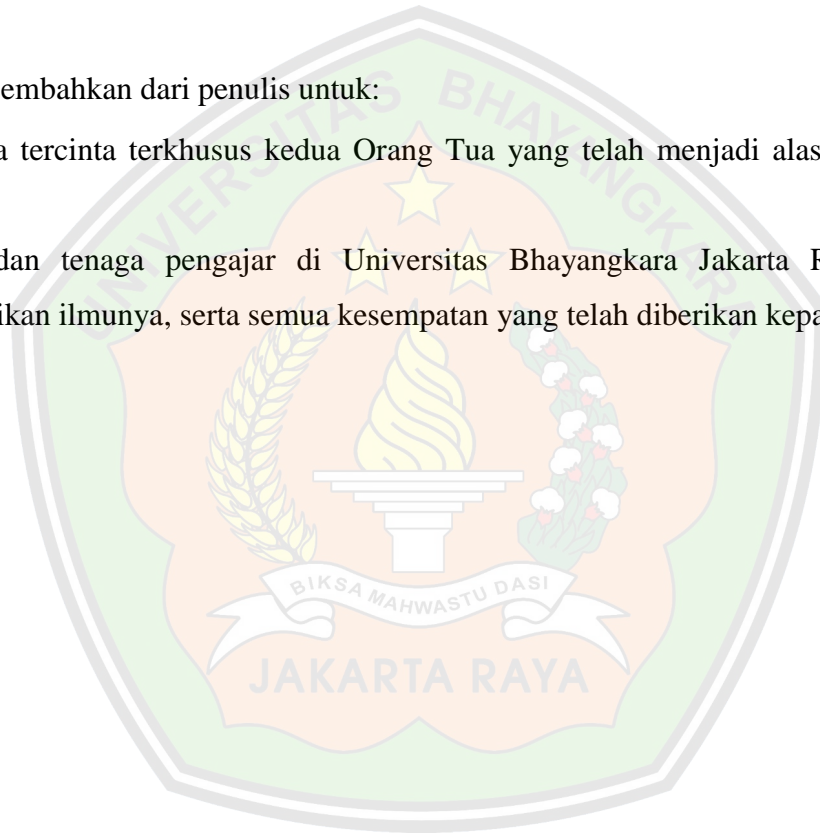 embahkan dari penulis untuk:
a tercinta terkhusus kedua Orang Tua yang telah menjadi alas
dan tenaga pengajar di Universitas Bhayangkara Jakarta R
ikan ilmunya, serta semua kesempatan yang telah diberikan kepa
UNIVERSITAS BHAYANGKARA
BIKSA MAHWASTU DASI
JAKARTA RAYA